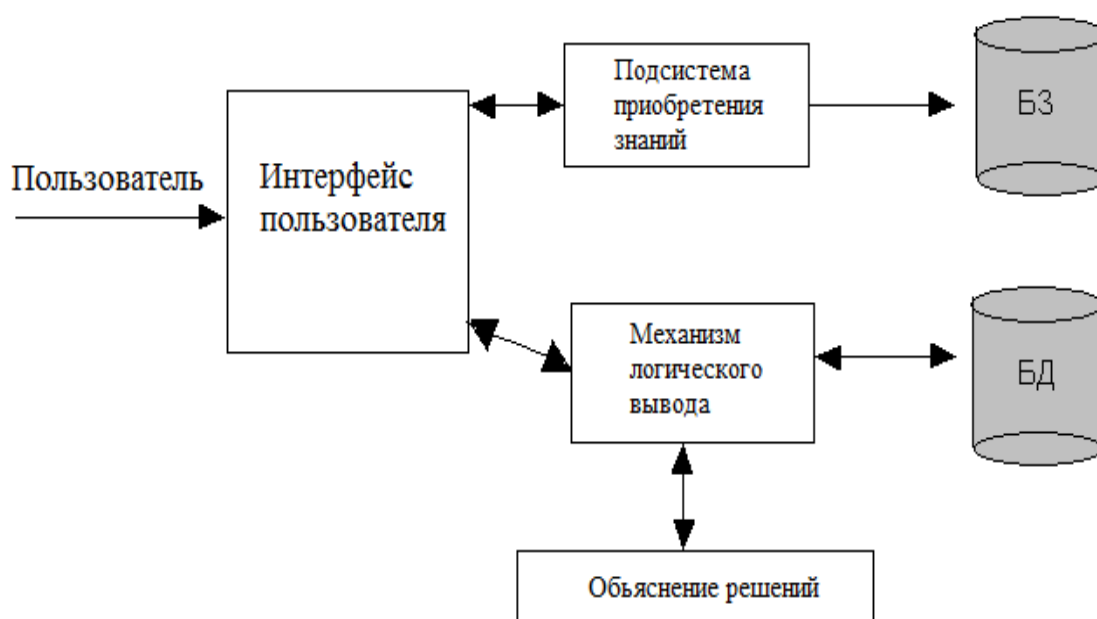 Пользователь
Интерфейс
пользователя
Подсистема
приобретения
знаний
БЗ
Механизм
логического
вывода
БД
Обьяснение решений